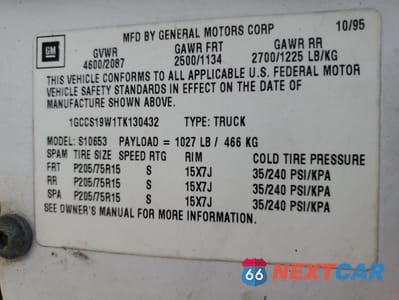 MFD BY GENERAL MOTORS CORP 10/95
GM
GVWR GAWR FRT GAWR RR
4600/2087 2500/1134 2700/1225 LB/KG
THIS VEHICLE CONFORMS TO ALL APPLICABLE U.S. FEDERAL MOTOR
VEHICLE SAFETY STANDARDS IN EFFECT ON THE DATE OF
MANUFACTURE SHOWN ABOVE.
1GCCS19W1TK130432 TYPE: TRUCK
MODEL: S10653 PAYLOAD = 1027 LB / 466 KG
SPAM TIRE SIZE SPEED RTG RIM COLD TIRE PRESSURE
FRT P205/75R15 S 15X7J 35/240 PSI/KPA
RR P205/75R15 S 15X7J 35/240 PSI/KPA
SPA P205/75R15 S 15X7J 35/240 PSI/KPA
SEE OWNER'S MANUAL FOR MORE INFORMATION.
66 NEXTCAR